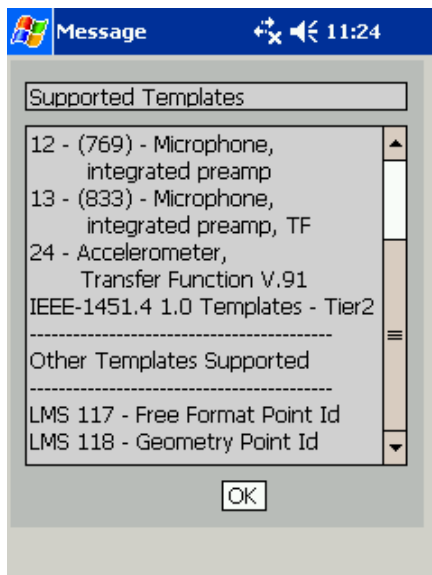 Message 11:24
Supported Templates
12 - (769) - Microphone,
integrated preamp
13 - (833) - Microphone,
integrated preamp, TF
24 - Accelerometer,
Transfer Function V.91
IEEE-1451.4 1.0 Templates - Tier2
------------------------------------------
Other Templates Supported
------------------------------------------
LMS 117 - Free Format Point Id
LMS 118 - Geometry Point Id
OK